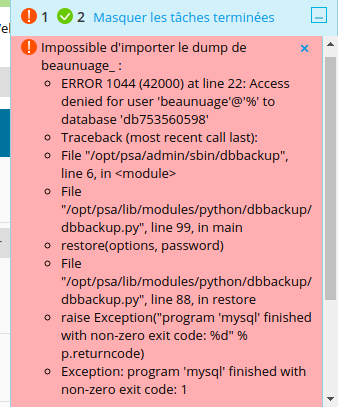 1 2 Masquer les tâches terminées
Impossible d'importer le dump de
beaunuage_ :
ERROR 1044 (42000) at line 22: Access
denied for user 'beaunuage'@'%' to
database 'db753560598'
Traceback (most recent call last):
File "/opt/psa/admin/sbin/dbbackup",
line 6, in <module>
File
"/opt/psa/lib/modules/python/dbbackup/
dbbackup.py", line 99, in main
restore(options, password)
File
"/opt/psa/lib/modules/python/dbbackup/
dbbackup.py", line 88, in restore
raise Exception("program 'mysql' finished
with non-zero exit code: %d" %
p.returncode)
Exception: program 'mysql' finished with
non-zero exit code: 1